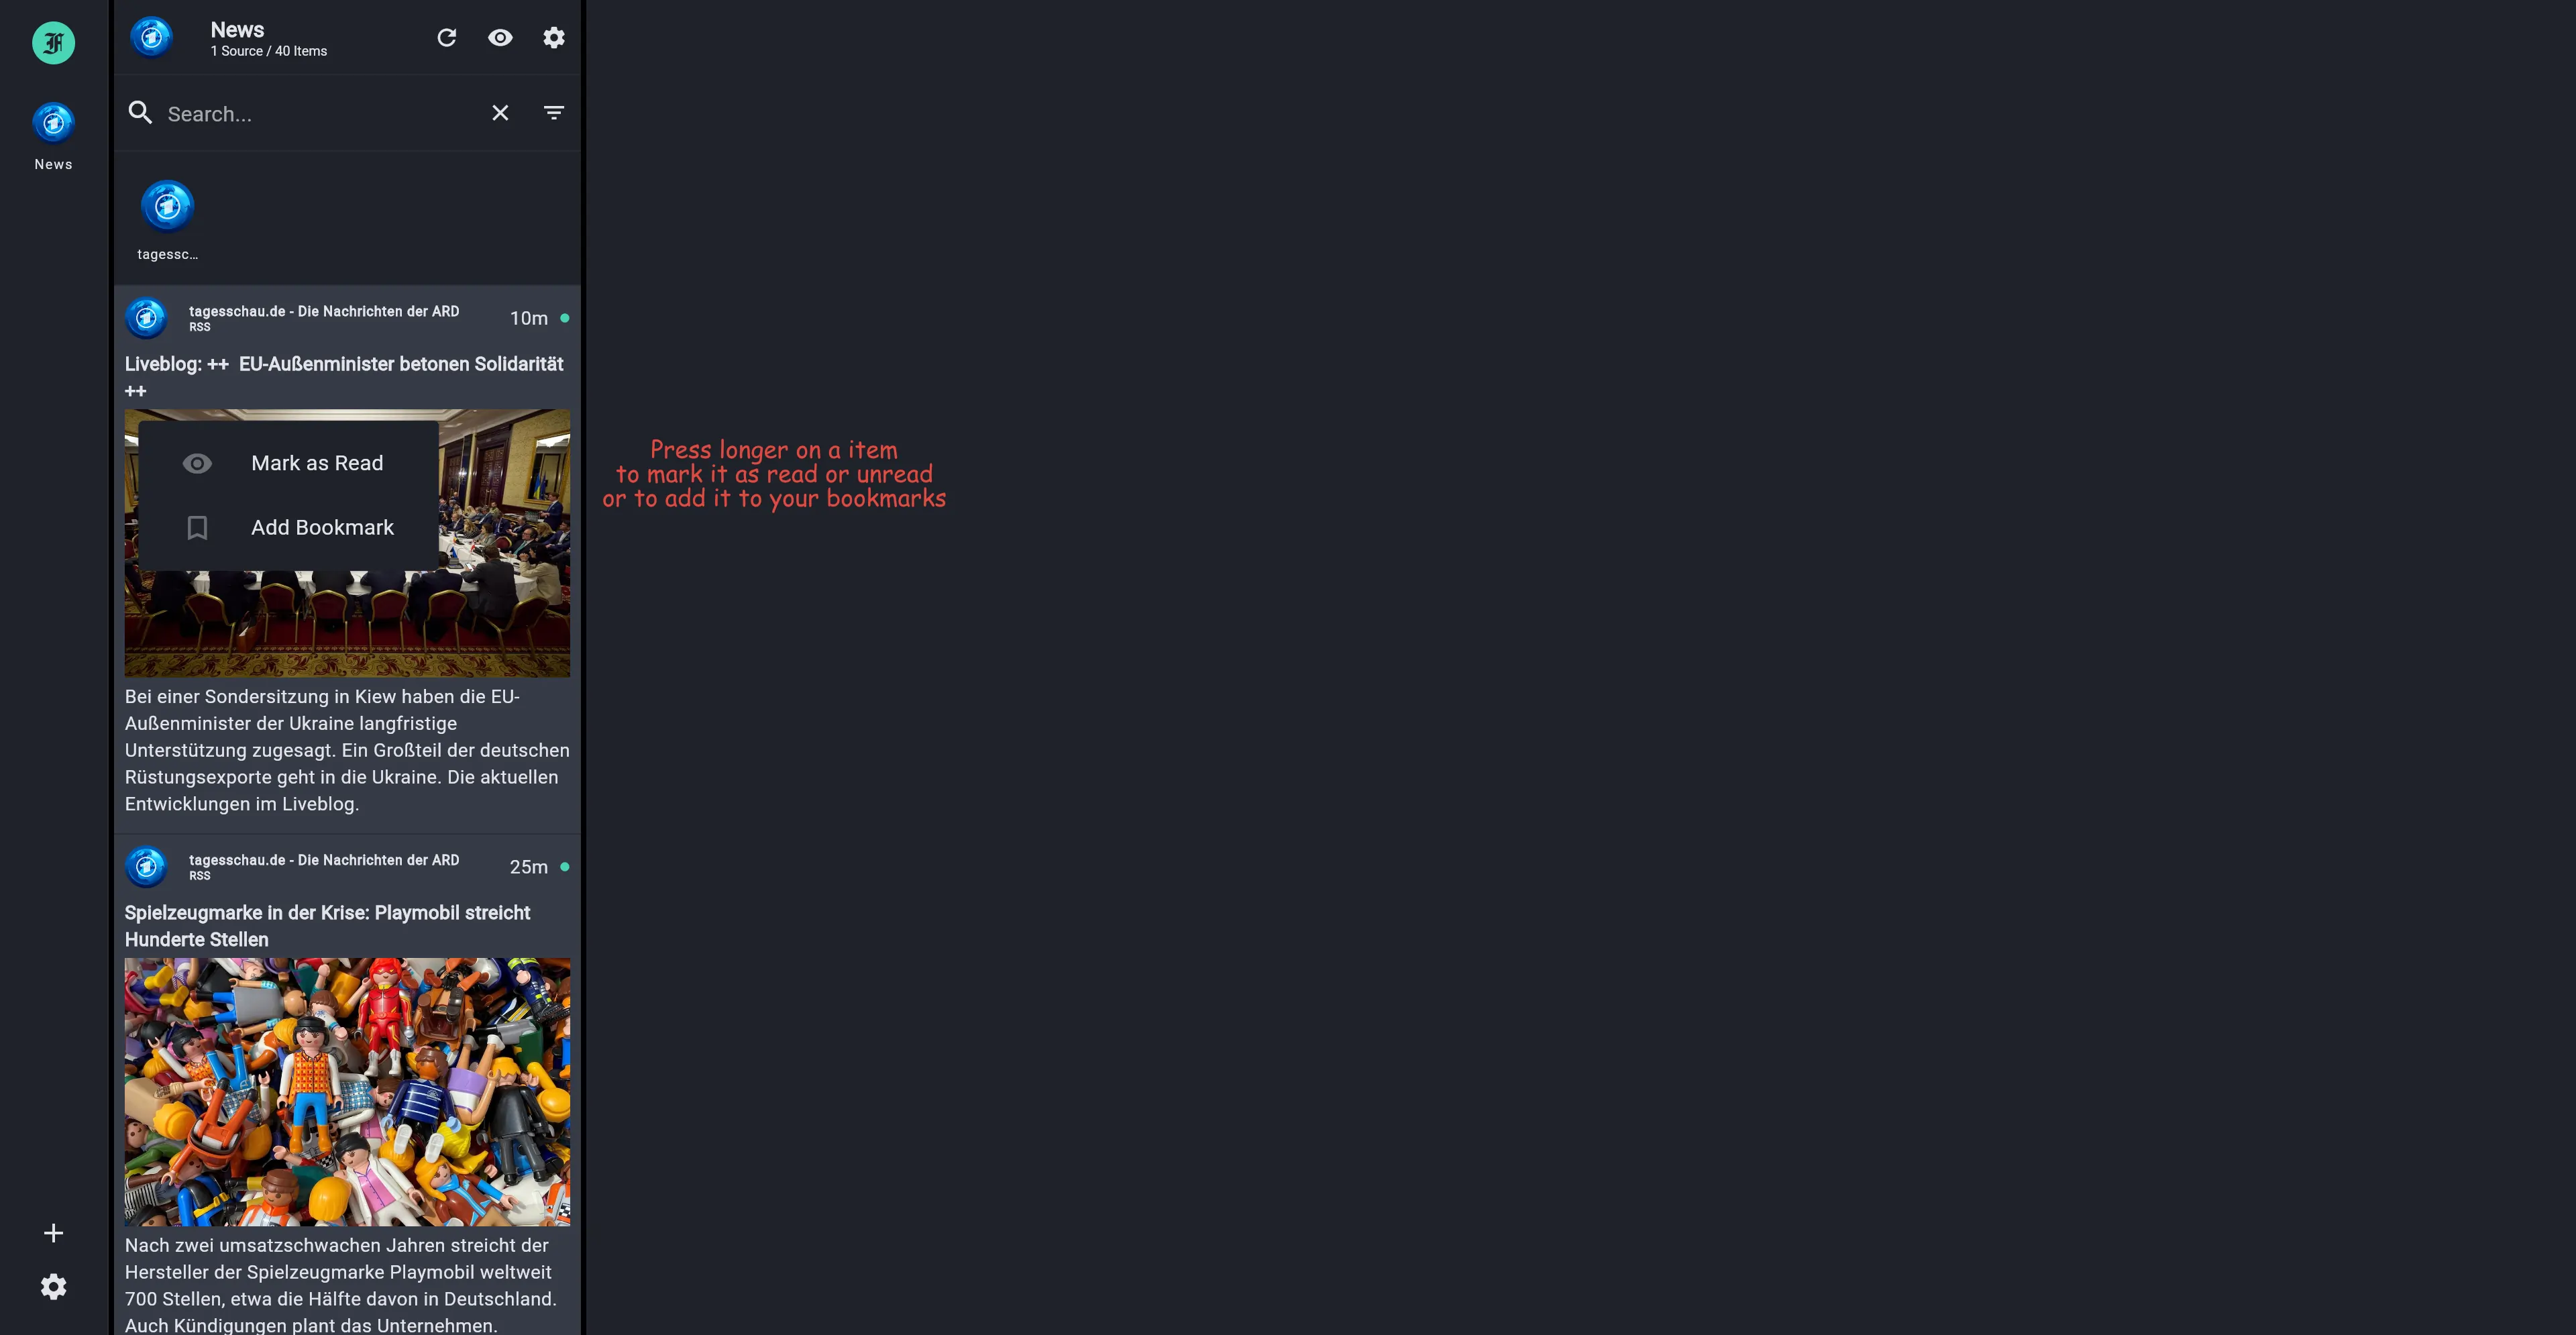 News
1 Source / 40 Items
News
Search...
tagessc...
tagesschau.de - Die Nachrichten der ARD
RSS
10m
Liveblog: ++  EU-Außenminister betonen Solidarität
++
Mark as Read
Add Bookmark
Press longer on a item
to mark it as read or unread
or to add it to your bookmarks
Bei einer Sondersitzung in Kiew haben die EU-
Außenminister der Ukraine langfristige
Unterstützung zugesagt. Ein Großteil der deutschen
Rüstungsexporte geht in die Ukraine. Die aktuellen
Entwicklungen im Liveblog.
tagesschau.de - Die Nachrichten der ARD
RSS
25m
Spielzeugmarke in der Krise: Playmobil streicht
Hunderte Stellen
Nach zwei umsatzschwachen Jahren streicht der
Hersteller der Spielzeugmarke Playmobil weltweit
700 Stellen, etwa die Hälfte davon in Deutschland.
Auch Kündigungen plant das Unternehmen.